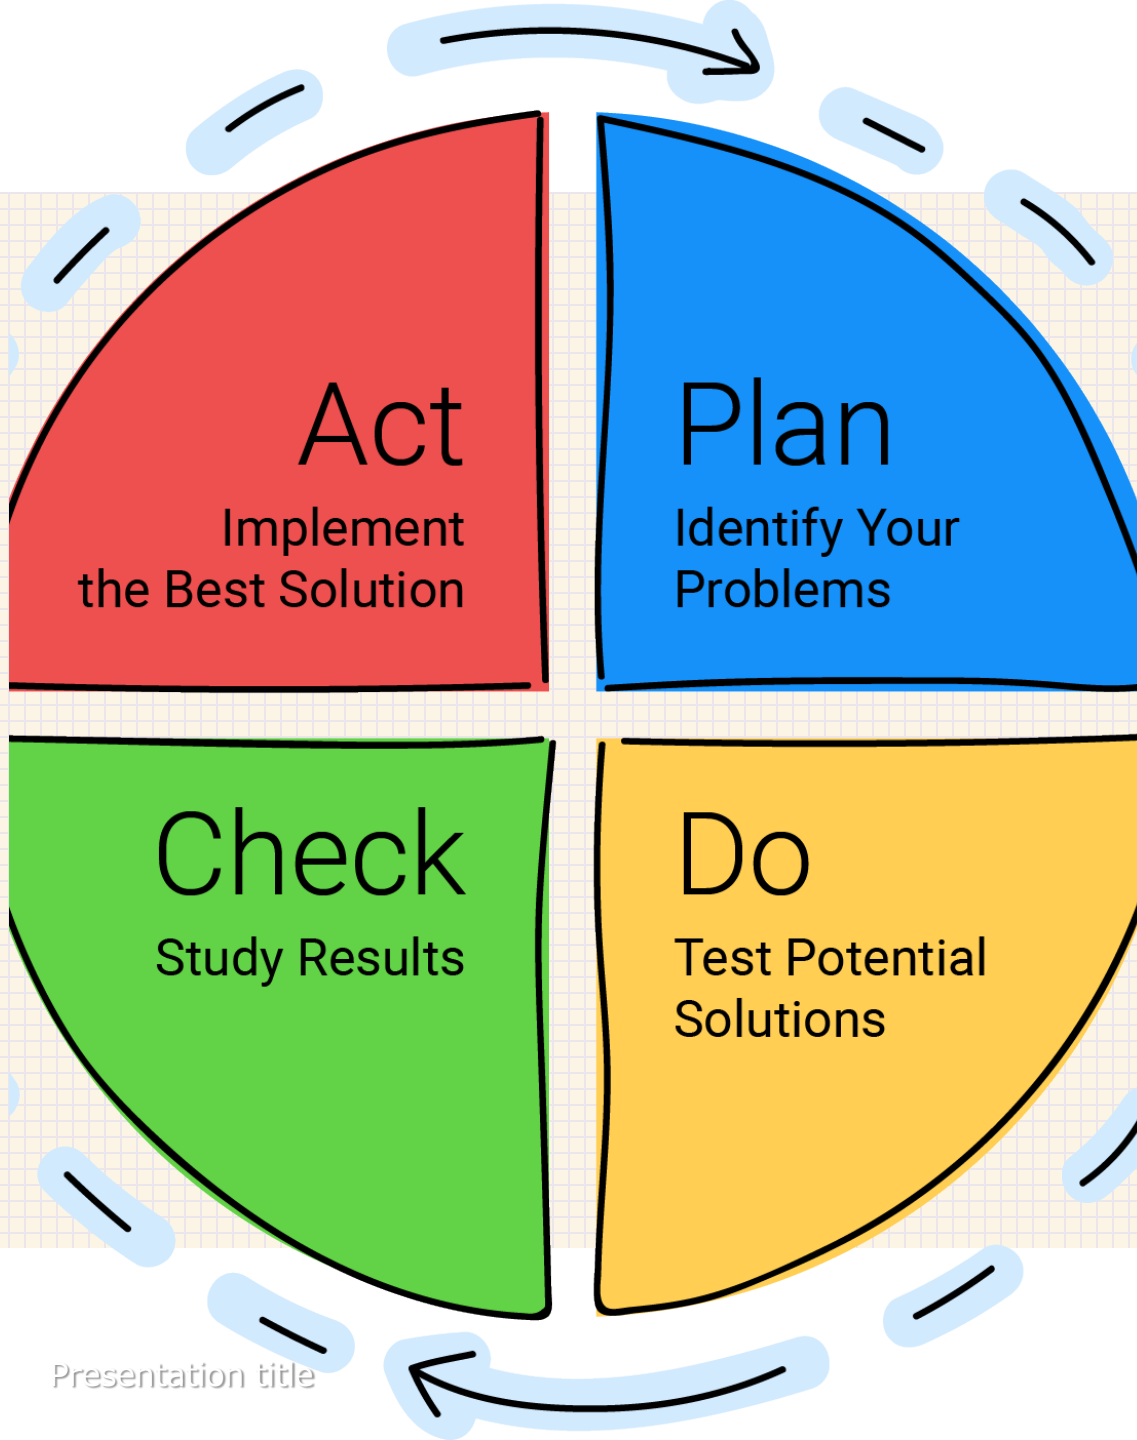 Act
Implement
the Best Solution
Plan
Identify Your
Problems
Check
Study Results
Do
Test Potential
Solutions
Presentation title